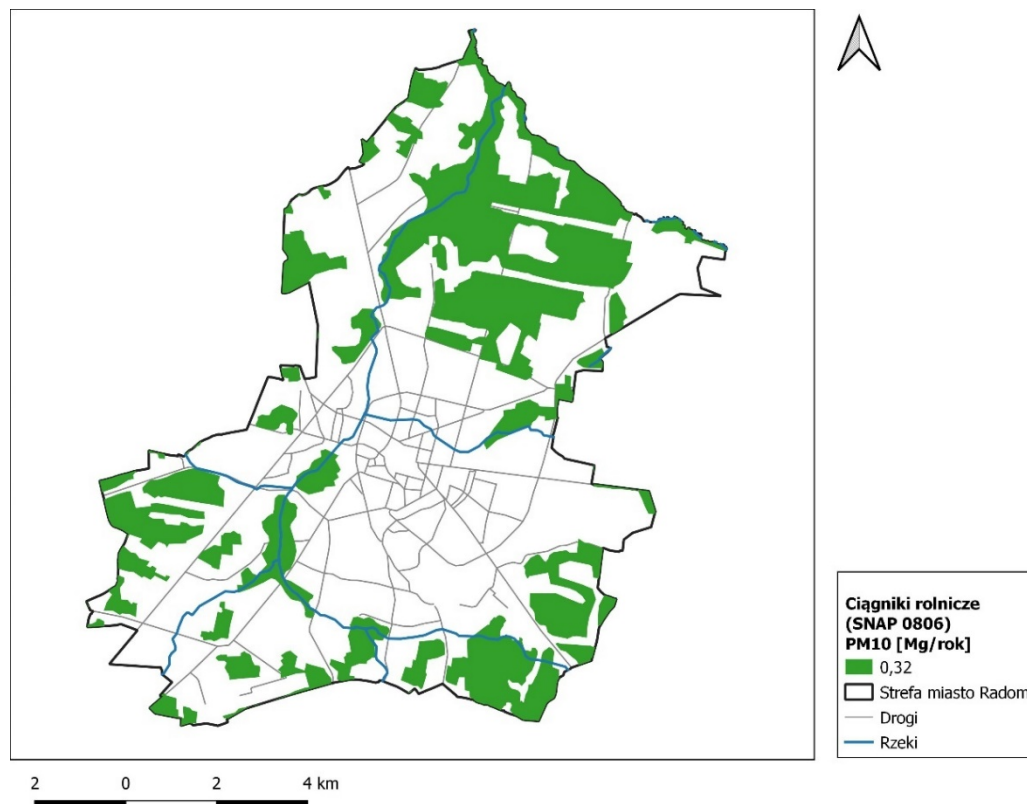 Ciągniki rolnicze
(SNAP 0806)
PM10 [Mg/rok]
0,32
Strefa miasto Radom
Drogi
Rzeki
2 0 2 4 km